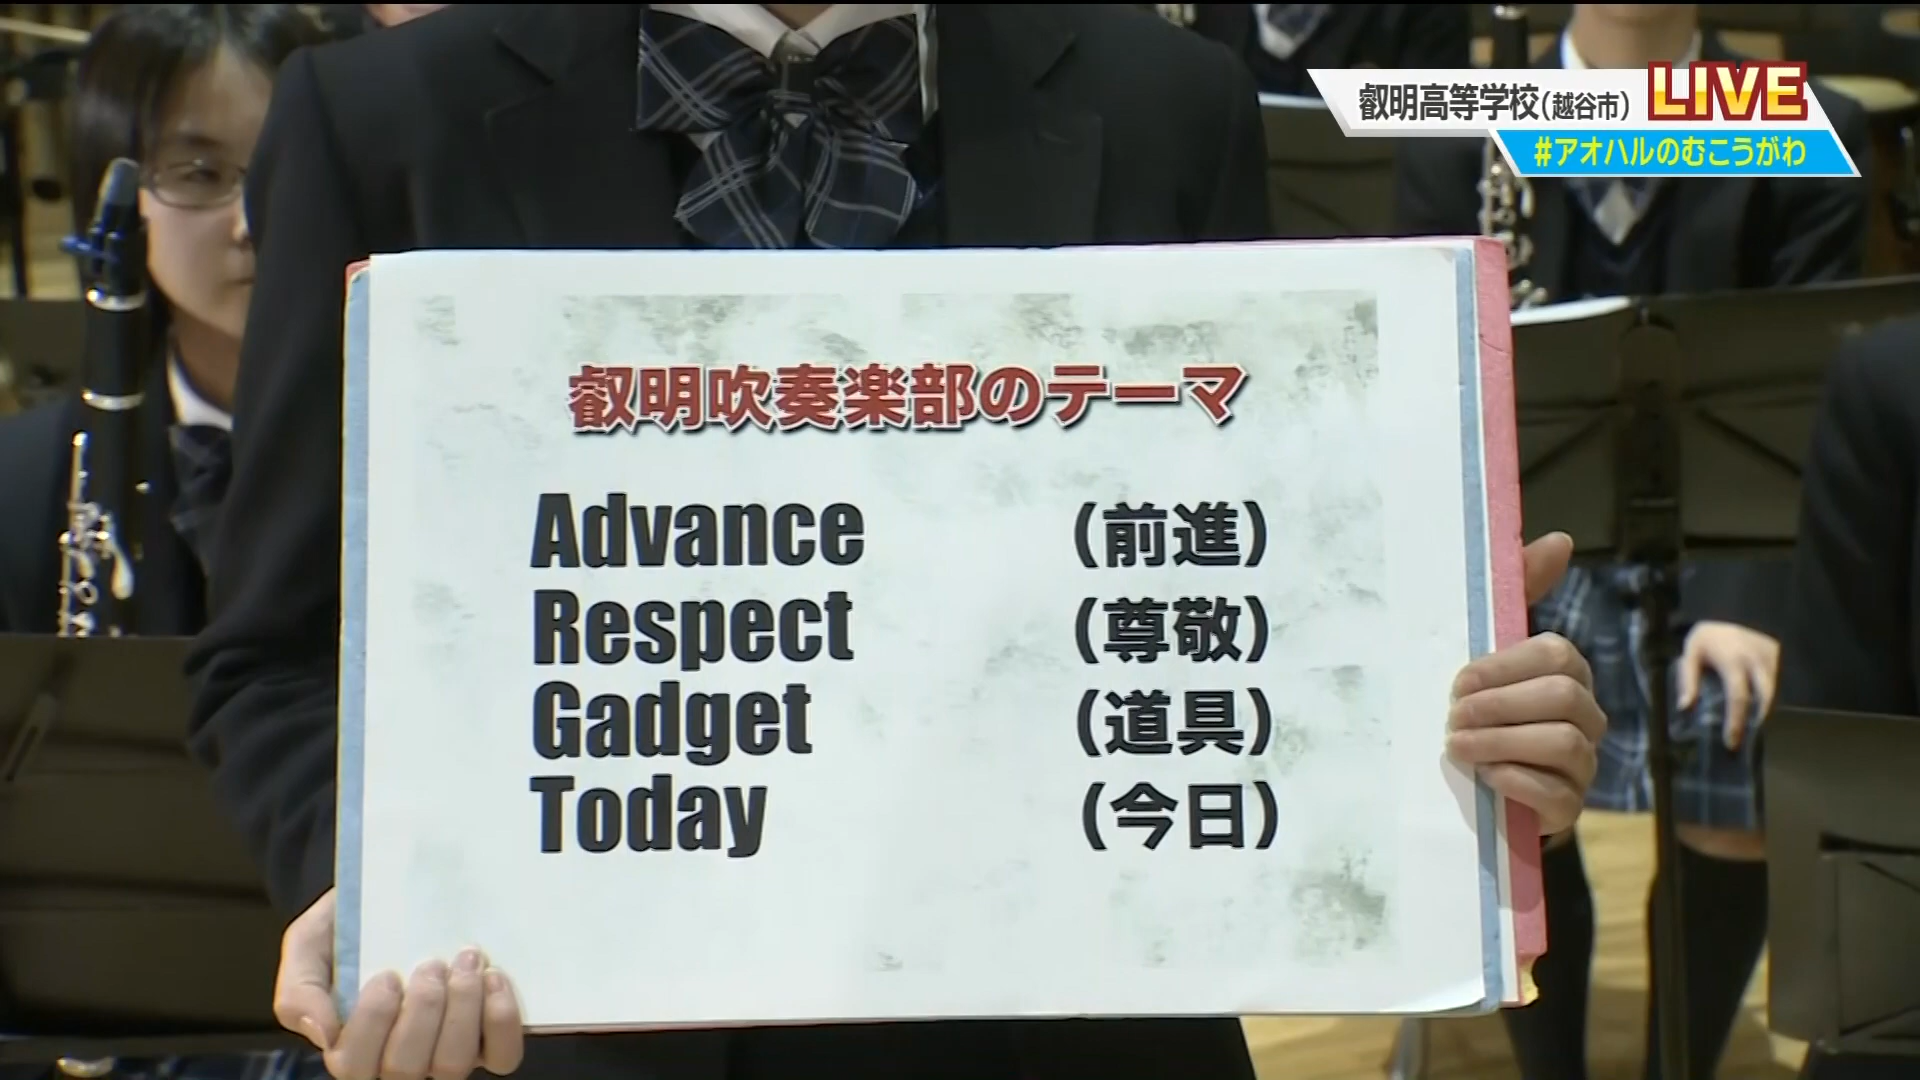 叡明高等学校(越谷市) LIVE
#アオハルのむこうがわ
叡明吹奏楽部のテーマ
Advance (前進)
Respect (尊敬)
Gadget (道具)
Today (今日)